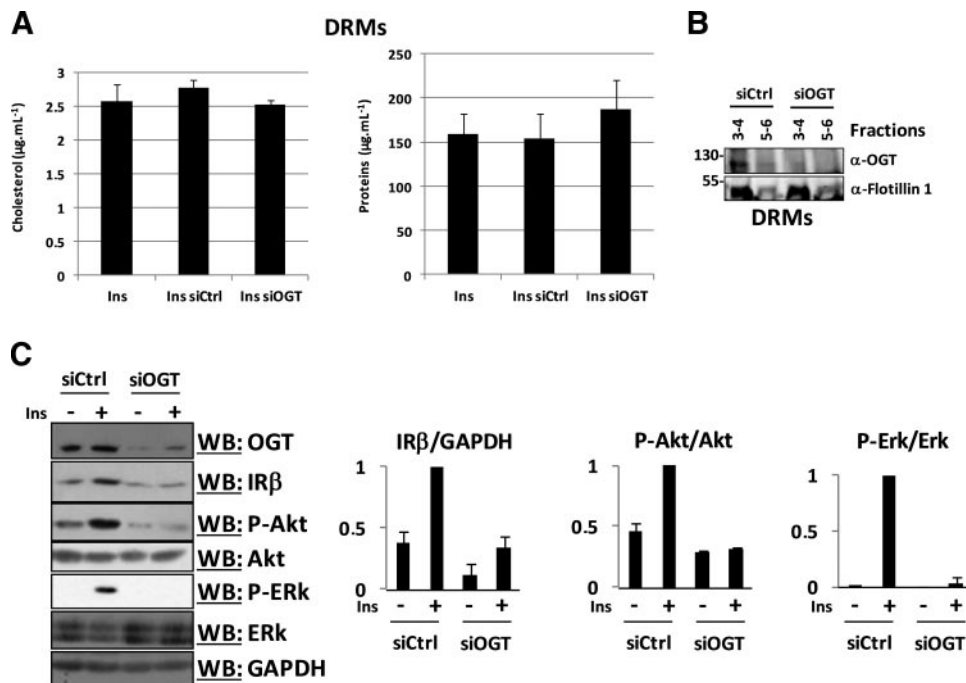 A
DRMs
Cholesterol (µg.mL⁻¹)
3
2.5
2
1.5
1
0.5
0
Ins
Ins siCtrl
Ins siOGT
Proteins (µg.mL⁻¹)
250
200
150
100
50
0
Ins
Ins siCtrl
Ins siOGT
B
siCtrl siOGT
3-4 5-6 3-4 5-6 Fractions
130- α-OGT
55- α-Flotillin 1
DRMs
C
siCtrl siOGT
Ins - + - +
WB: OGT
WB: IRβ
WB: P-Akt
WB: Akt
WB: P-ERk
WB: ERk
WB: GAPDH
IRβ/GAPDH
1
0.5
0
Ins - + - +
siCtrl siOGT
P-Akt/Akt
1
0.5
0
Ins - + - +
siCtrl siOGT
P-Erk/Erk
1
0.5
0
Ins - + - +
siCtrl siOGT